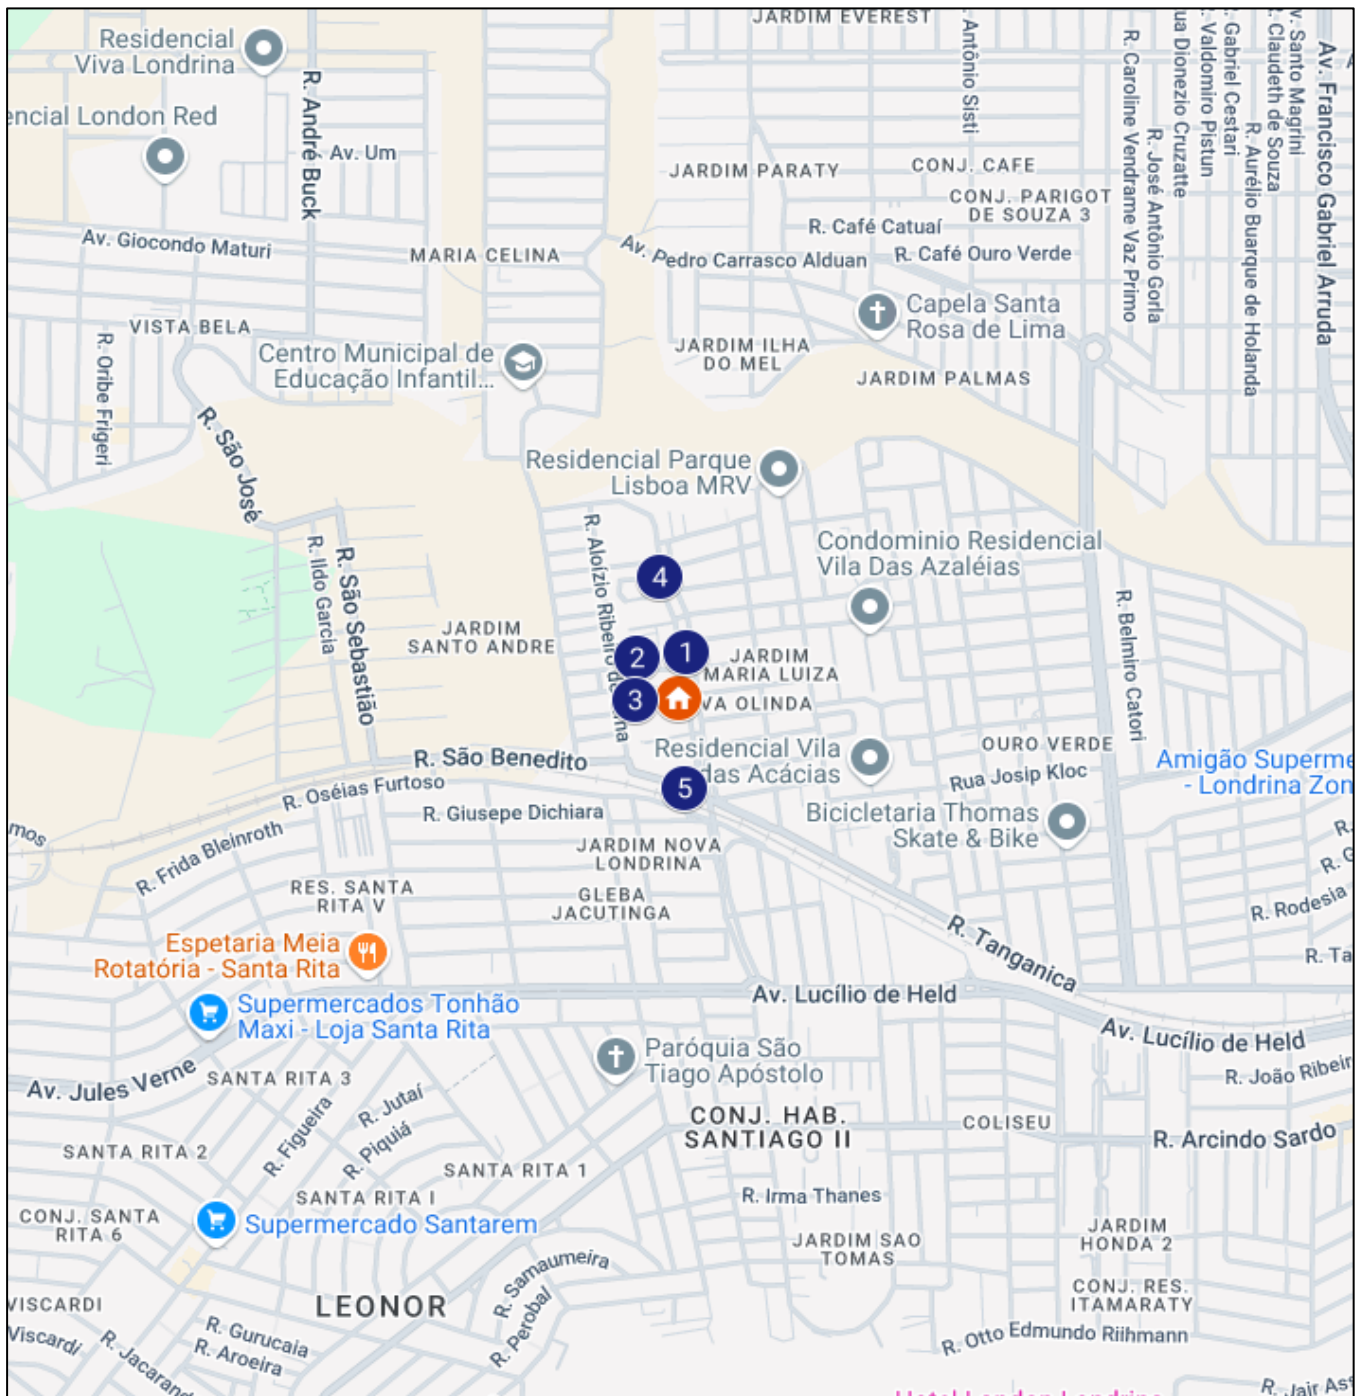 JARDIM EVEREST
Residencial
Viva Londrina
encial London Red
R. André Buck
Av. Um
Av. Giocondo Maturi
MARIA CELINA
VISTA BELA
R. Oribe Frigeri
Centro Municipal de
Educação Infantil...
R. São José
Antônio Sisti
R. Caroline Vendrame Vaz Primo
R. José Antônio Gorla
ua Dionezio Cruzatte
. Valdomiro Pistun
. Gabriel Cestari
R. Aurélio Buarque de Holanda
. Claudeth de Souza
v. Santo Magrini
Av. Francisco Gabriel Arruda
JARDIM PARATY
CONJ. CAFE
CONJ. PARIGOT
DE SOUZA 3
R. Café Catuaí
Av. Pedro Carrasco Alduan
R. Café Ouro Verde
Capela Santa
Rosa de Lima
JARDIM ILHA
DO MEL
JARDIM PALMAS
Residencial Parque
Lisboa MRV
Condominio Residencial
Vila Das Azaléias
R. Ildo Garcia
R. São Sebastião
R. Aloízio Ribeiro de
ma
JARDIM
SANTO ANDRE
4
2
1
3
JARDIM
MARIA LUIZA
VA OLINDA
R. Belmiro Catori
R. São Benedito
Residencial Vila
das Acácias
5
OURO VERDE
Rua Josip Kloc
Amigão Superme
- Londrina Zon
R. Oséias Furtoso
R. Giusepe Dichiara
Bicicletaria Thomas
Skate & Bike
mos
R. Frida Bleinroth
JARDIM NOVA
LONDRINA
R.
R. G
RES. SANTA
RITA V
GLEBA
JACUTINGA
R. Rodesia
R. Tanganica
R. Ta
Espetaria Meia
Rotatória - Santa Rita
Supermercados Tonhão
Maxi - Loja Santa Rita
Av. Lucílio de Held
Av. Lucílio de Held
Av. Jules Verne
SANTA RITA 3
Paróquia São
Tiago Apóstolo
R. João Ribeir
R. Figueira
R. Jutaí
R. Piquiá
CONJ. HAB.
SANTIAGO II
COLISEU
R. Arcindo Sardo
SANTA RITA 2
SANTA RITA 1
SANTA RITA I
R. Irma Thanes
CONJ. SANTA
RITA 6
Supermercado Santarem
JARDIM SAO
TOMAS
JARDIM
HONDA 2
R. Samaumeira
R. Perobal
CONJ. RES.
ITAMARATY
VISCARDI
Viscardi
LEONOR
R. Gurucaia
R. Aroeira
R. Jacarand
R. Otto Edmundo Riihmann
R. Jair Ass
Hotel London Londrina